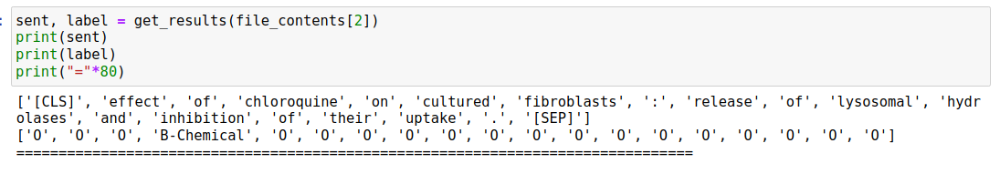 : sent, label = get_results(file_contents[2])
print(sent)
print(label)
print("="*80)
['[CLS]', 'effect', 'of', 'chloroquine', 'on', 'cultured', 'fibroblasts', ':', 'release', 'of', 'lysosomal', 'hydr
olases', 'and', 'inhibition', 'of', 'their', 'uptake', '.', '[SEP]']
['O', 'O', 'O', 'B-Chemical', 'O', 'O', 'O', 'O', 'O', 'O', 'O', 'O', 'O', 'O', 'O', 'O', 'O', 'O', 'O']
================================================================================